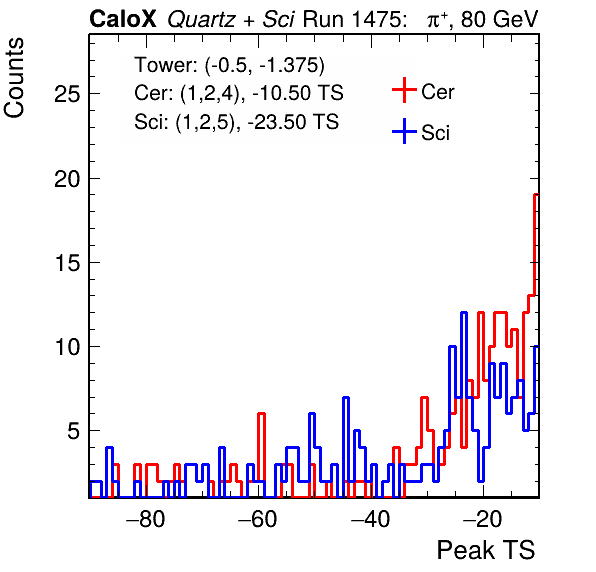 CaloX Quartz + Sci Run 1475: π⁺, 80 GeV
Counts
Tower: (-0.5, -1.375)
Cer: (1,2,4), -10.50 TS
Sci: (1,2,5), -23.50 TS
Cer
Sci
25
20
15
10
5
−80 −60 −40 −20
Peak TS